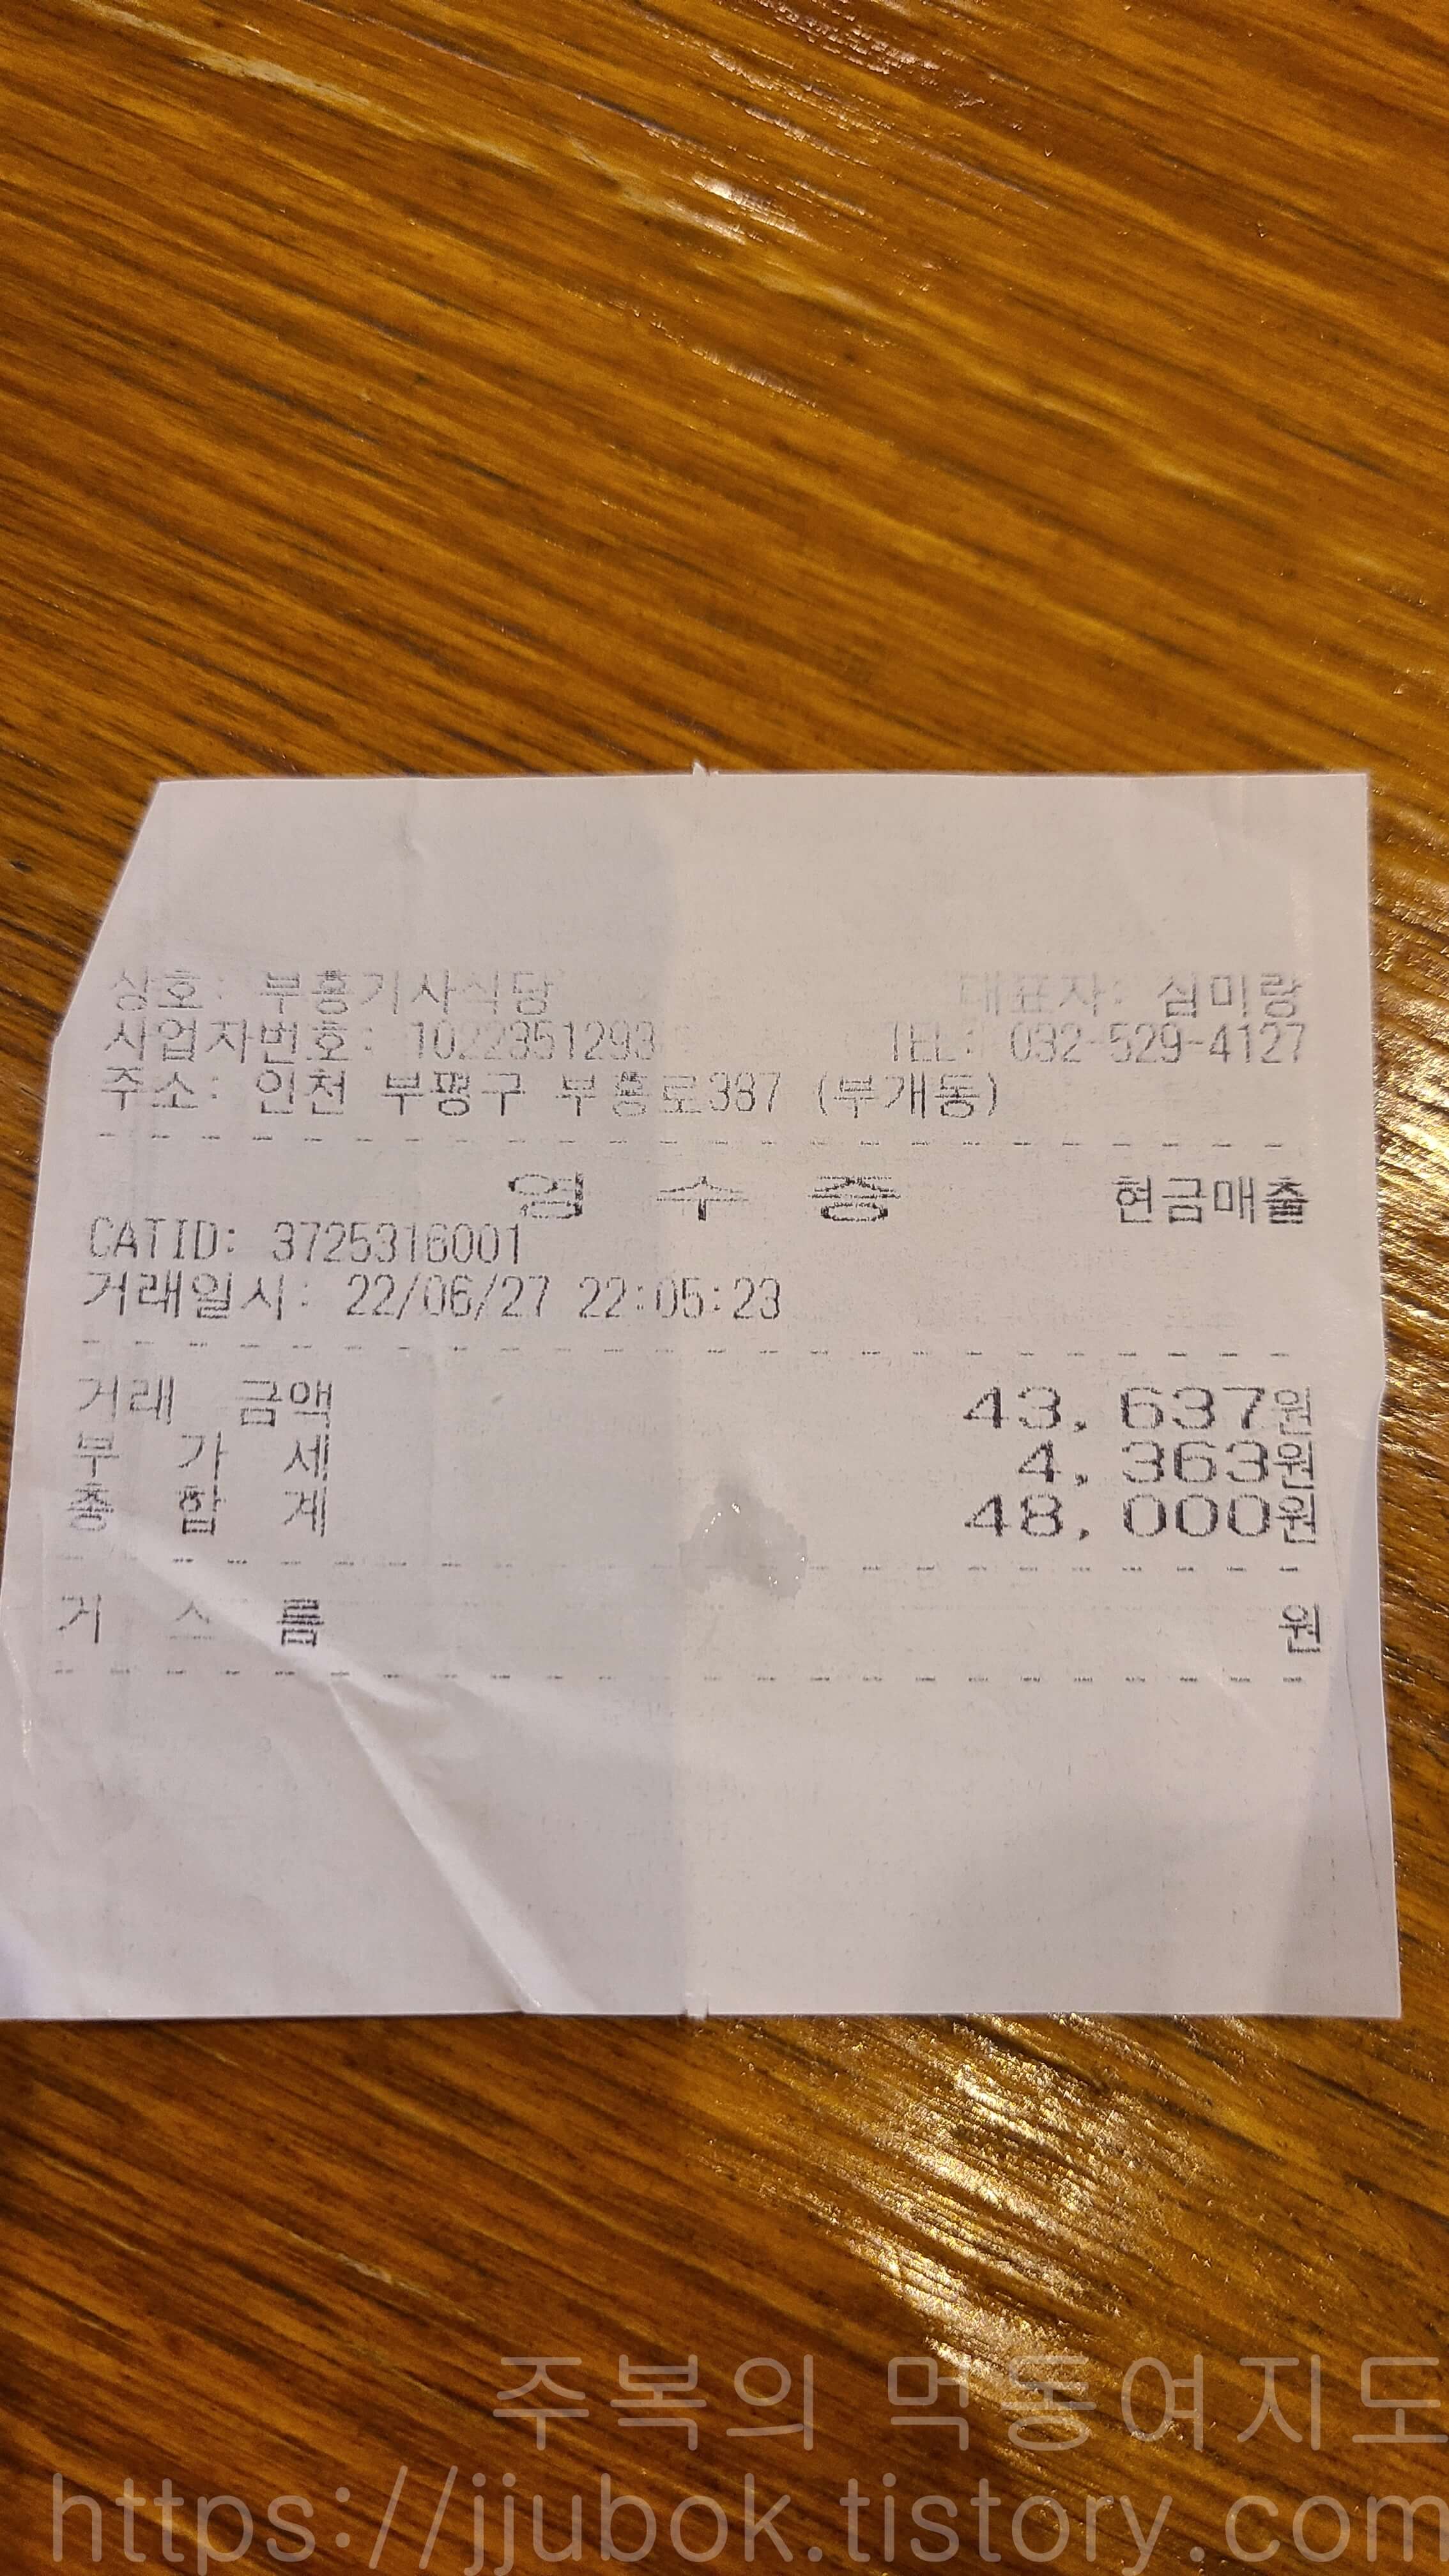 상호: 부흥기사식당 대표자: 심미랑
사업자번호: 1022351293 TEL: 032-529-4127
주소: 인천 부평구 부흥로387 (부개동)
영 수 증 현금매출
CATID: 3725316001
거래일시: 22/06/27 22:05:23
거래 금액 43,637원
부 가 세 4,363원
총 합 계 48,000원
거 스 름 원
주복의 먹동여지도
https://jjubok.tistory.com